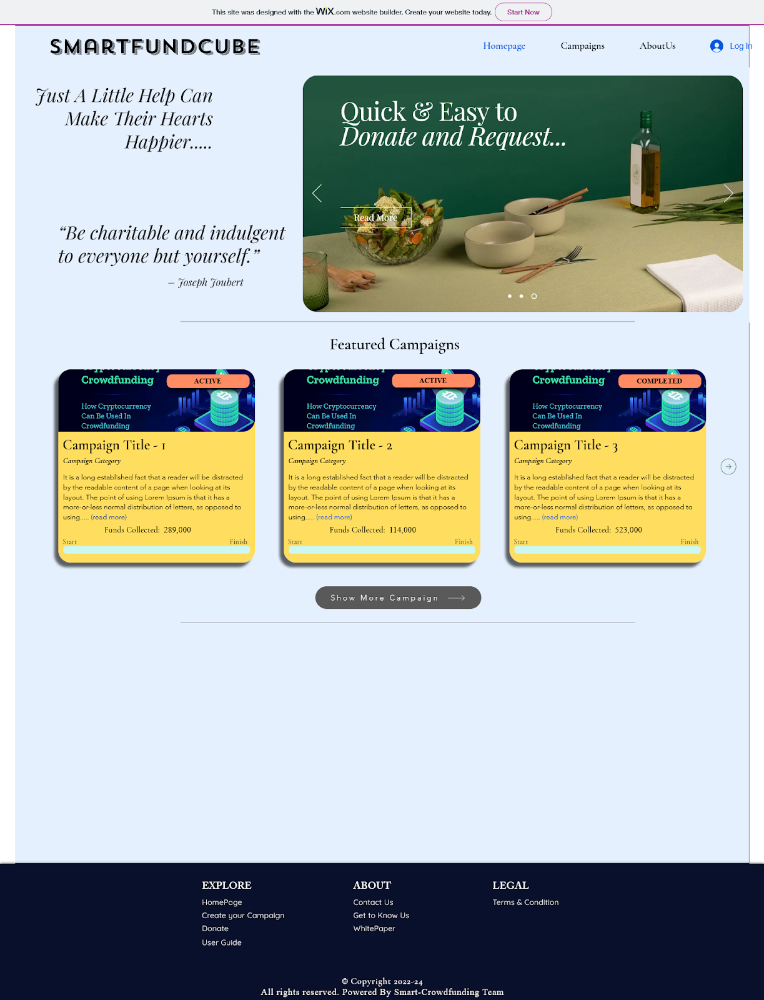 This site was designed with the WiX.com website builder. Create your website today. Start Now
SMARTFUNDCUBE
Homepage
Campaigns
AboutUs
Log In
Just A Little Help Can
Make Their Hearts
Happier.....
“Be charitable and indulgent
to everyone but yourself.”
– Joseph Joubert
Quick & Easy to
Donate and Request...
Read More
Featured Campaigns
Crowdfunding
ACTIVE
How Cryptocurrency
Can Be Used In
Crowdfunding
Campaign Title - 1
Campaign Category
It is a long established fact that a reader will be distracted
by the readable content of a page when looking at its
layout. The point of using Lorem Ipsum is that it has a
more-or-less normal distribution of letters, as opposed to
using..... (read more)
Funds Collected: 289,000
Start
Finish
Crowdfunding
ACTIVE
How Cryptocurrency
Can Be Used In
Crowdfunding
Campaign Title - 2
Campaign Category
It is a long established fact that a reader will be distracted
by the readable content of a page when looking at its
layout. The point of using Lorem Ipsum is that it has a
more-or-less normal distribution of letters, as opposed to
using..... (read more)
Funds Collected: 114,000
Start
Finish
Crowdfunding
COMPLETED
How Cryptocurrency
Can Be Used In
Crowdfunding
Campaign Title - 3
Campaign Category
It is a long established fact that a reader will be distracted
by the readable content of a page when looking at its
layout. The point of using Lorem Ipsum is that it has a
more-or-less normal distribution of letters, as opposed to
using..... (read more)
Funds Collected: 523,000
Start
Finish
Show More Campaign
EXPLORE
HomePage
Create your Campaign
Donate
User Guide
ABOUT
Contact Us
Get to Know Us
WhitePaper
LEGAL
Terms & Condition
© Copyright 2022-24
All rights reserved. Powered By Smart-Crowdfunding Team